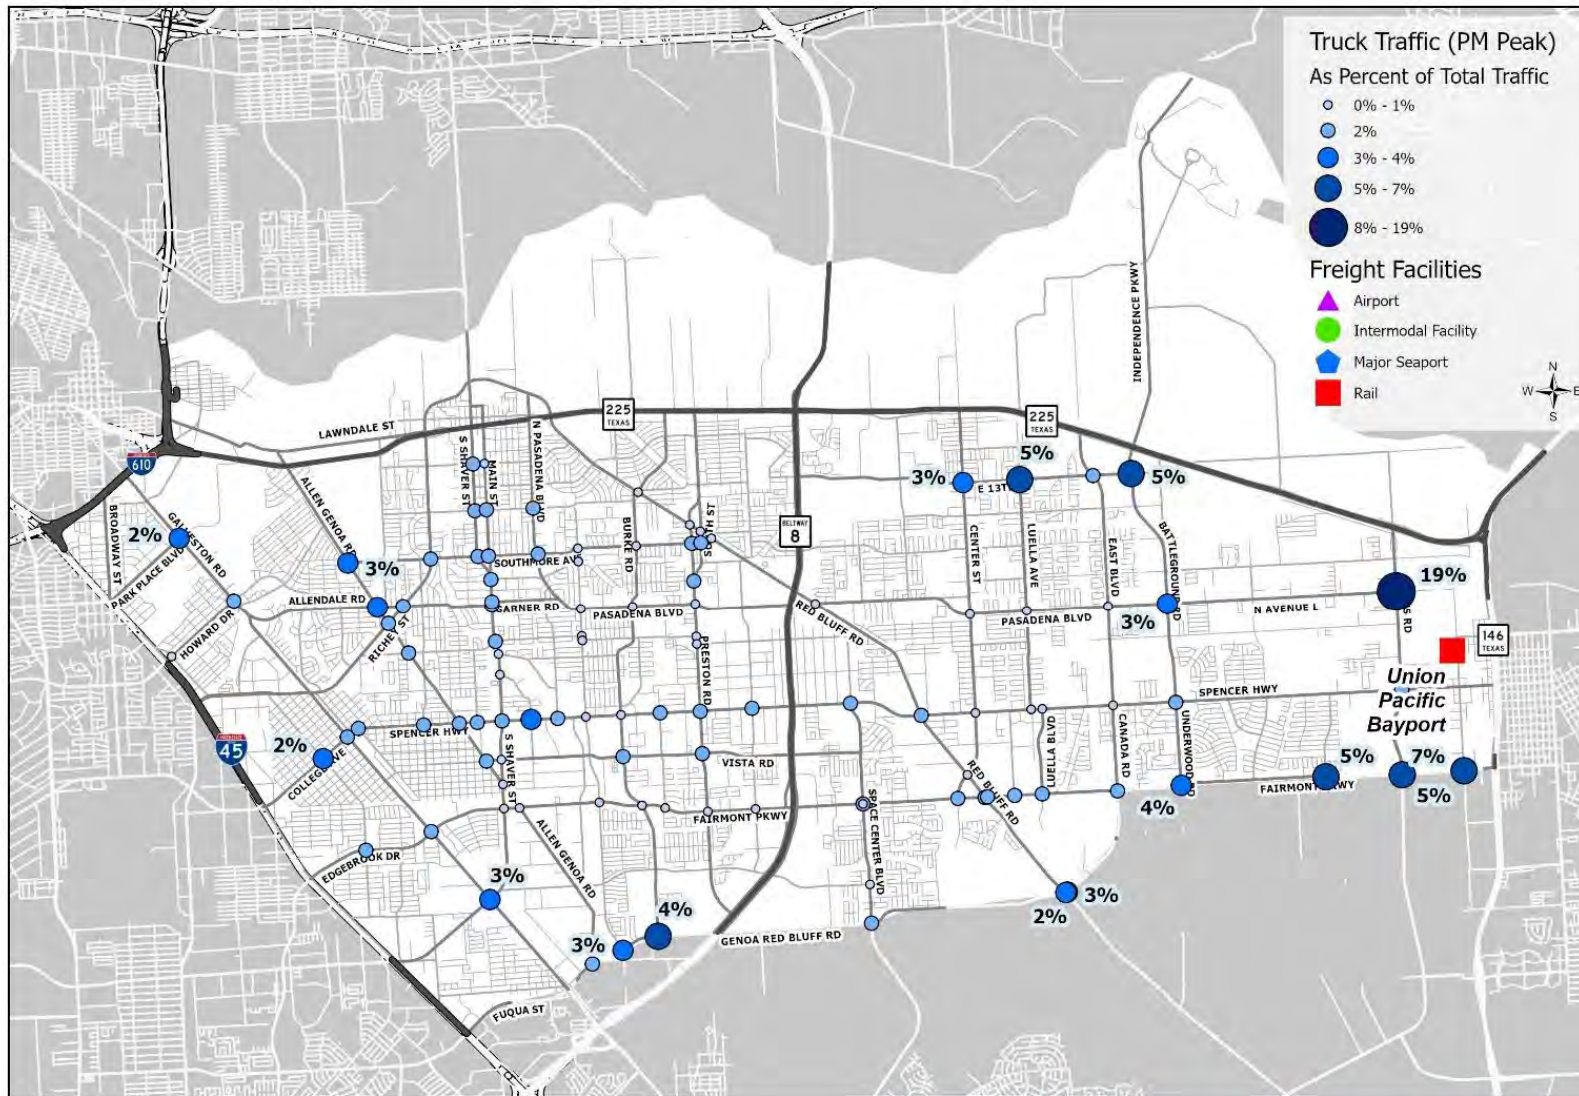 Truck Traffic (PM Peak)
As Percent of Total Traffic
0% - 1%
2%
3% - 4%
5% - 7%
8% - 19%
Freight Facilities
Airport
Intermodal Facility
Major Seaport
Rail
N
W E
S
INDEPENDENCE PKWY
225
TEXAS
225
TEXAS
LAWNDALE ST
610
S SHAVER ST
MAIN ST
N PASADENA BLVD
ALLEN GENOA RD
BROADWAY ST
GALVESTON RD
PARK PLACE BLVD
2%
3%
5%
3%
5%
E 13TH
BELTWAY
8
BURKE RD
SOUTHMORE AVE
CENTER ST
LUELLA AVE
EAST BLVD
BATTLEGROUND RD
19%
ALLENDALE RD
GARNER RD
PASADENA BLVD
RED BLUFF RD
PASADENA BLVD
3%
N AVENUE L
HOWARD DR
RICHEY ST
PRESTON RD
146
TEXAS
Union
Pacific
Bayport
SPENCER HWY
SPENCER HWY
45
2%
COLLEGE AVE
S SHAVER ST
VISTA RD
LUELLA BLVD
CANADA RD
UNDERWOOD RD
RED BLUFF RD
5%
7%
5%
4%
FAIRMONT PKWY
FAIRMONT PKWY
SPACE CENTER BLVD
ALLEN GENOA RD
EDGEBROOK DR
3%
3%
2%
4%
3%
GENOA RED BLUFF RD
FUQUA ST